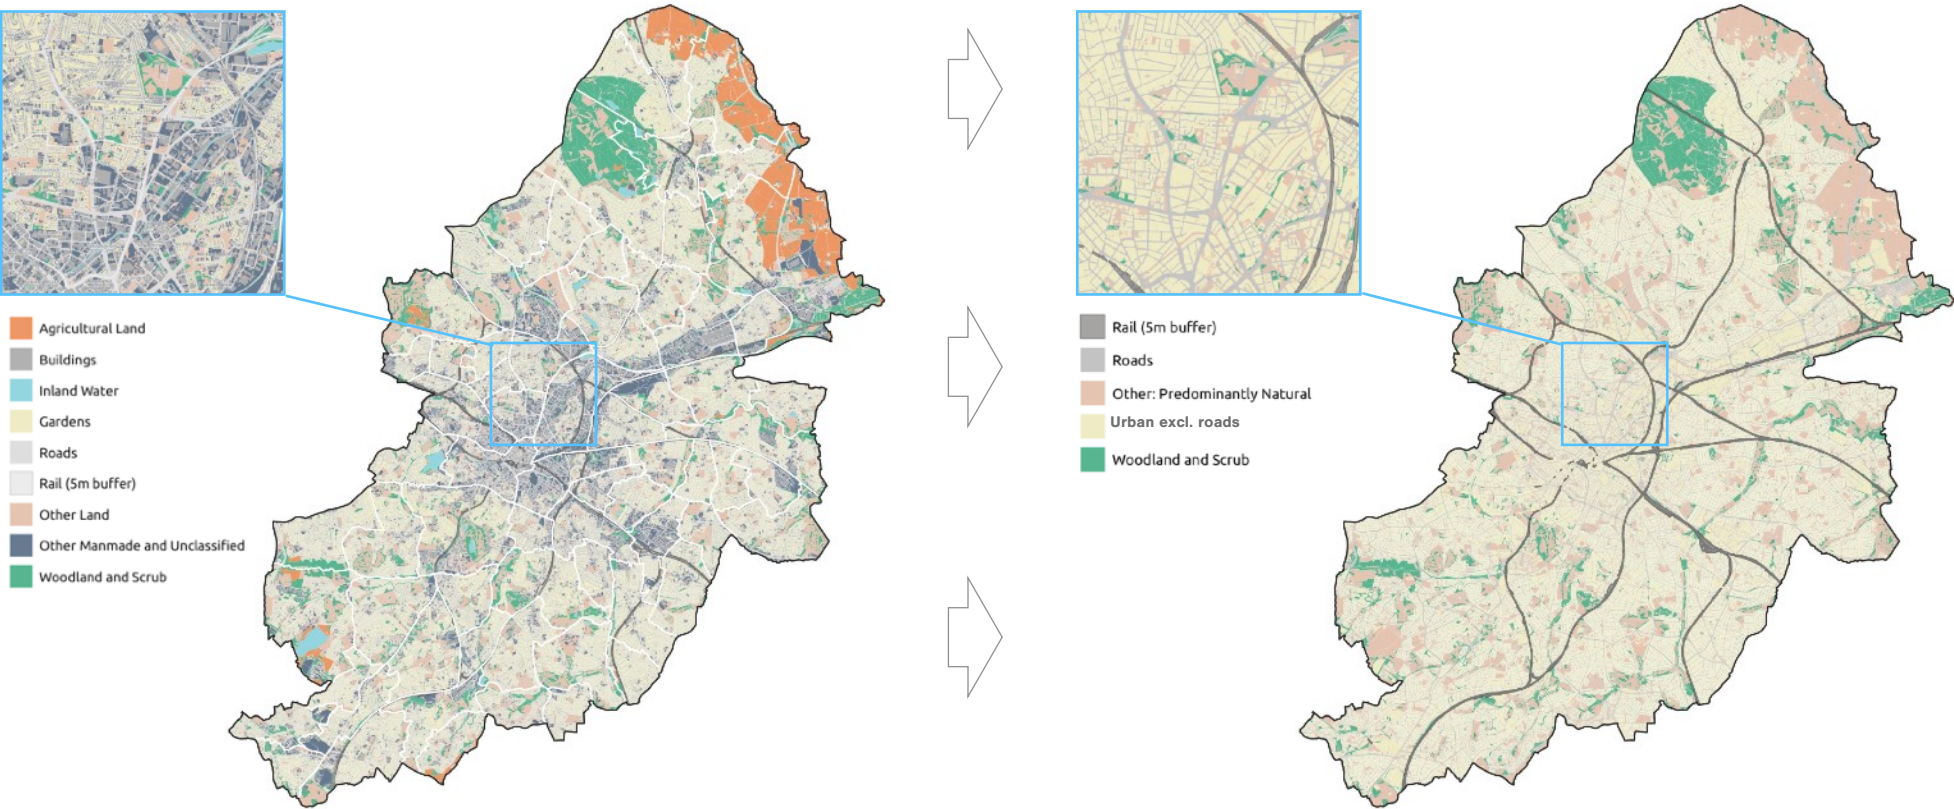 Agricultural Land
Buildings
Inland Water
Gardens
Roads
Rail (5m buffer)
Other Land
Other Manmade and Unclassified
Woodland and Scrub
Rail (5m buffer)
Roads
Other: Predominantly Natural
Urban excl. roads
Woodland and Scrub